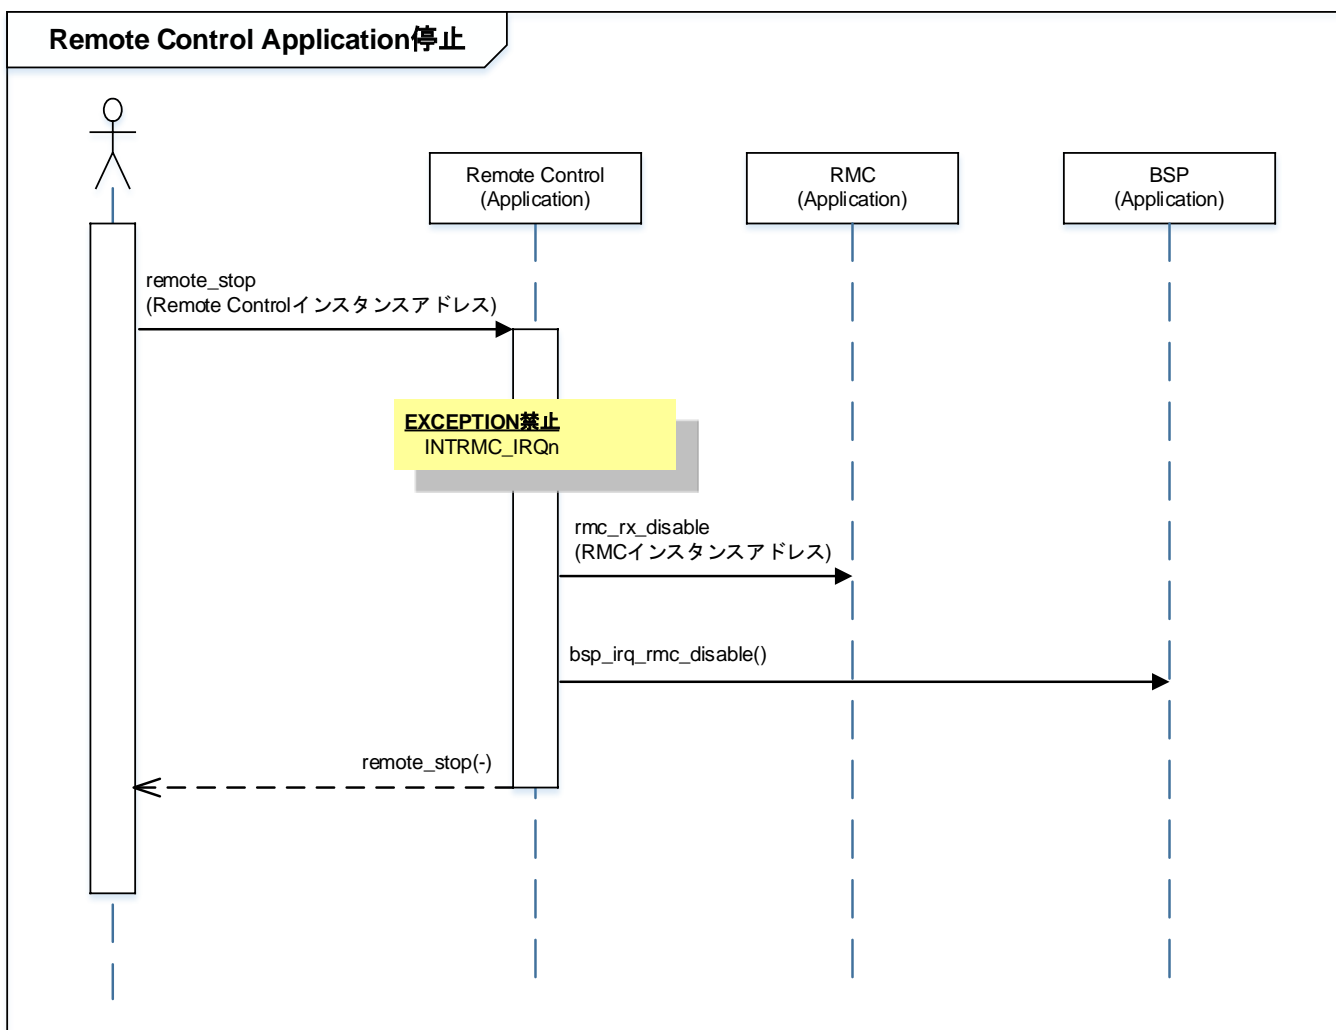 Remote Control Application停止
Remote Control
(Application)
RMC
(Application)
BSP
(Application)
remote_stop
(Remote Controlインスタンスアドレス)
EXCEPTION禁止
INTRMC_IRQn
rmc_rx_disable
(RMCインスタンスアドレス)
bsp_irq_rmc_disable()
remote_stop(-)